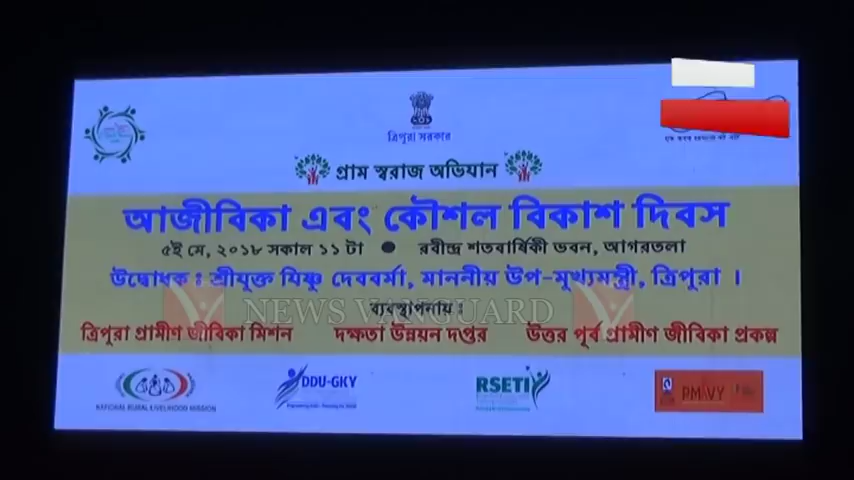 ত্রিপুরা সরকার
গ্রাম স্বরাজ অভিযান
আজীবিকা এবং কৌশল বিকাশ দিবস
৫ই মে, ২০১৮ সকাল ১১ টা ● রবীন্দ্র শতবার্ষিকী ভবন, আগরতলা
উদ্বোধক : শ্রীযুক্ত যিষ্ণু দেববর্মা, মাননীয় উপ-মুখ্যমন্ত্রী, ত্রিপুরা ।
ব্যবস্থাপনায় :
NEWS VANGUARD
ত্রিপুরা গ্রামীণ জীবিকা মিশন দক্ষতা উন্নয়ন দপ্তর উত্তর পূর্ব গ্রামীণ জীবিকা প্রকল্প
DDU-GKY RSETI PMKVY
NATIONAL RURAL LIVELIHOOD MISSION